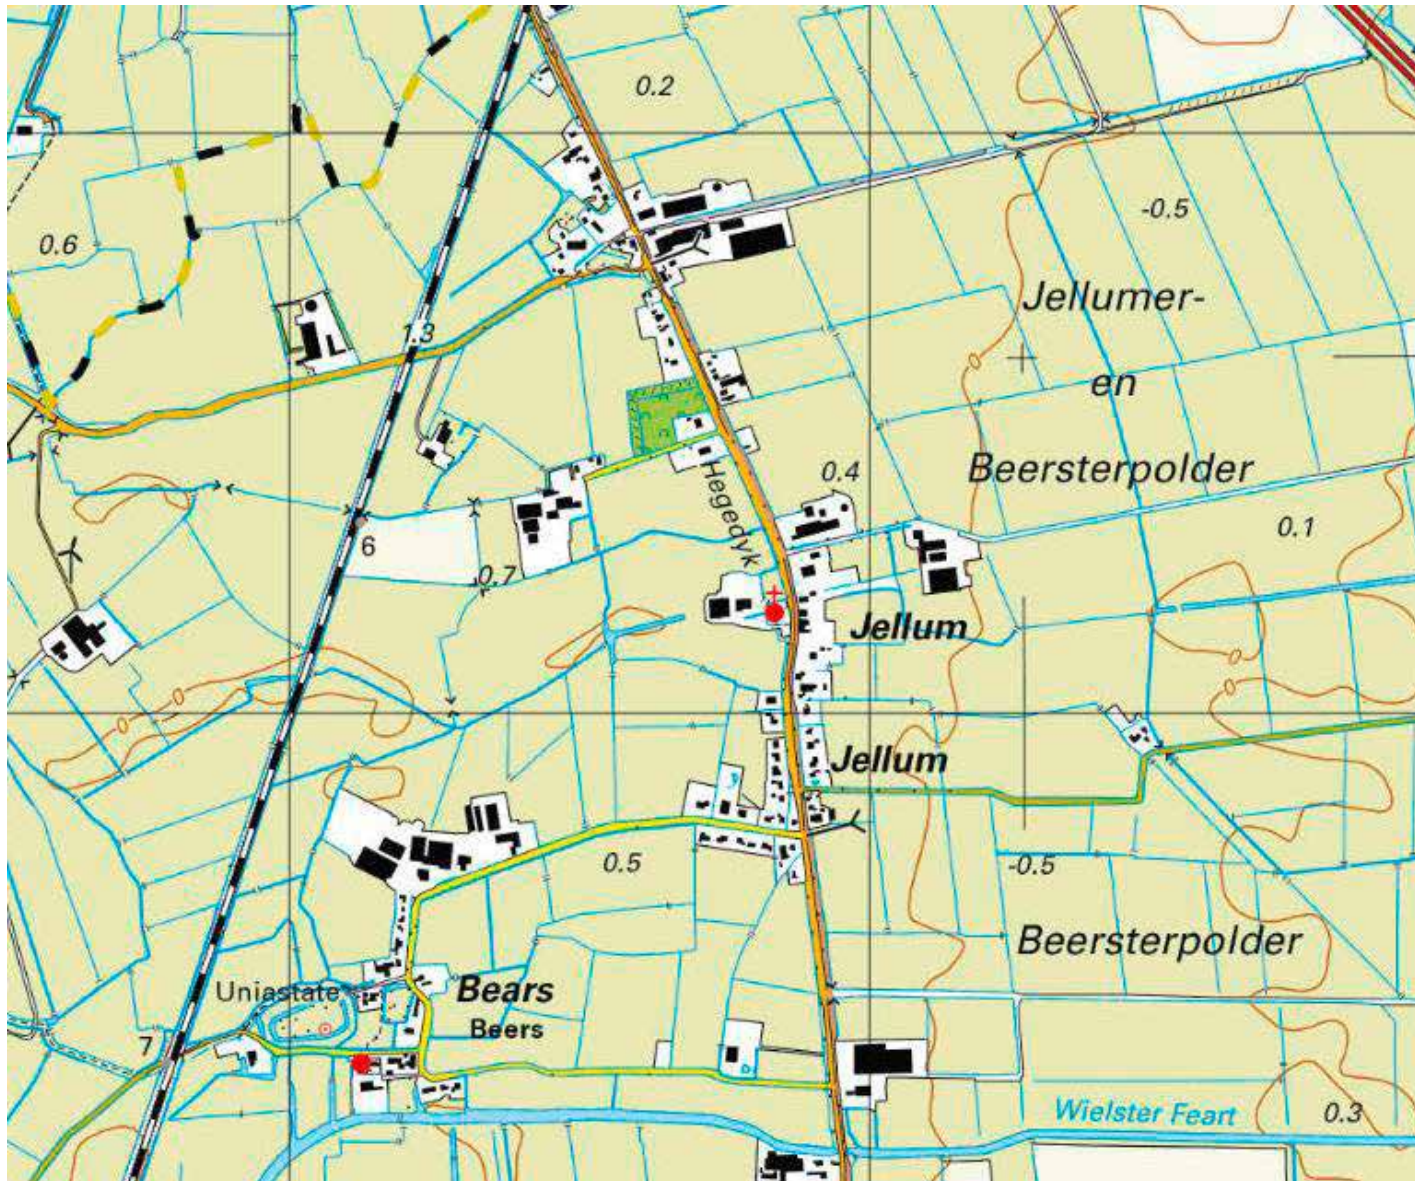 0.2
-0.5
0.6
Jellumer-
1.3
en
Hegedyk
0.4
Beersterpolder
0.1
6
0.7
Jellum
Jellum
0.5
-0.5
Beersterpolder
Uniastate
Bears
Beers
7
Wielster Feart
0.3